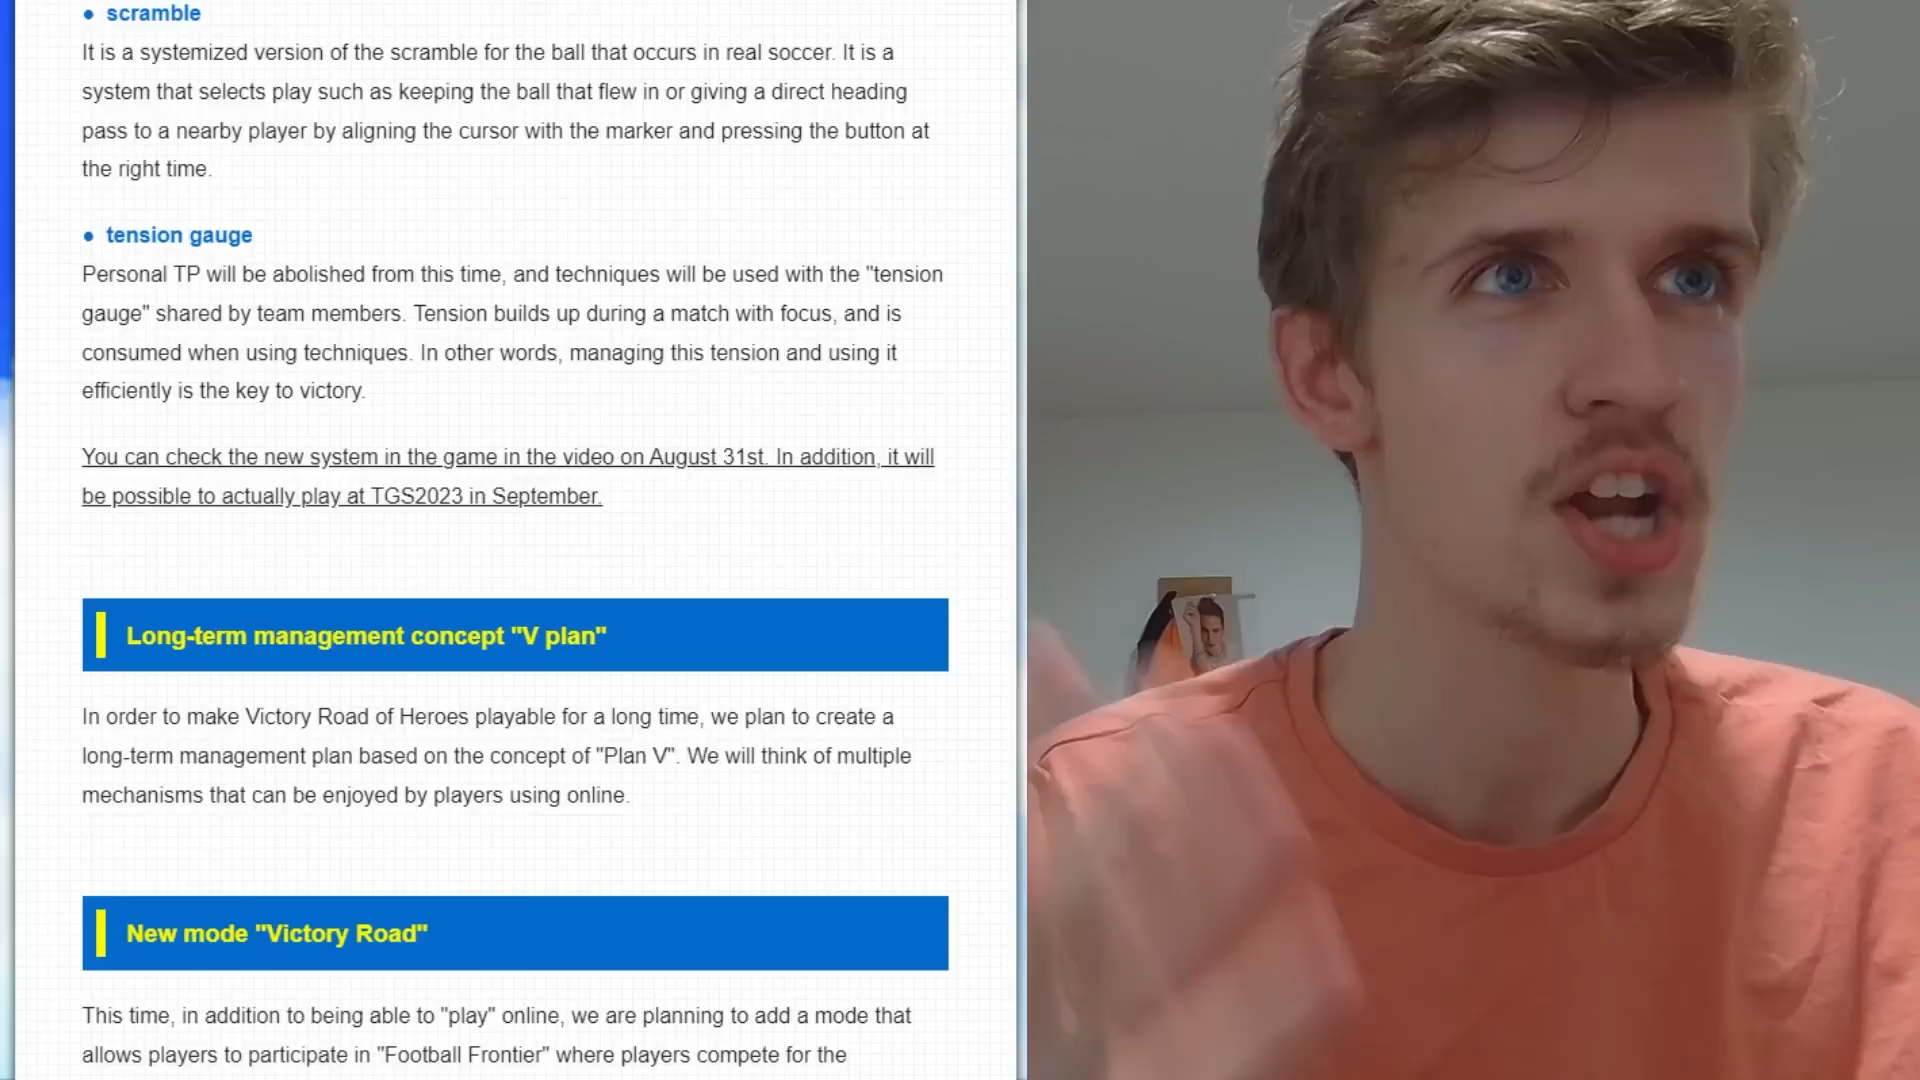 scramble
It is a systemized version of the scramble for the ball that occurs in real soccer. It is a
system that selects play such as keeping the ball that flew in or giving a direct heading
pass to a nearby player by aligning the cursor with the marker and pressing the button at
the right time.
tension gauge
Personal TP will be abolished from this time, and techniques will be used with the "tension
gauge" shared by team members. Tension builds up during a match with focus, and is
consumed when using techniques. In other words, managing this tension and using it
efficiently is the key to victory.
You can check the new system in the game in the video on August 31st. In addition, it will
be possible to actually play at TGS2023 in September.
Long-term management concept "V plan"
In order to make Victory Road of Heroes playable for a long time, we plan to create a
long-term management plan based on the concept of "Plan V". We will think of multiple
mechanisms that can be enjoyed by players using online.
New mode "Victory Road"
This time, in addition to being able to "play" online, we are planning to add a mode that
allows players to participate in "Football Frontier" where players compete for the